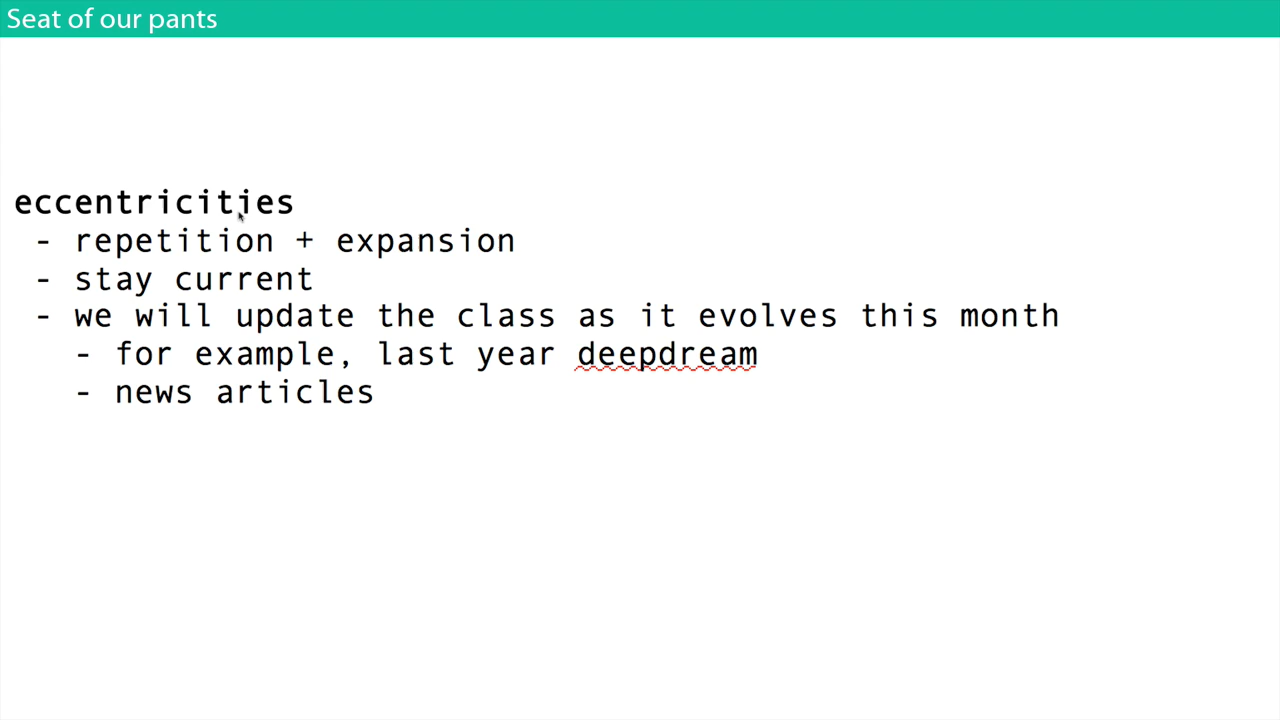 Seat of our pants
eccentricities
- repetition + expansion
- stay current
- we will update the class as it evolves this month
- for example, last year deepdream
- news articles